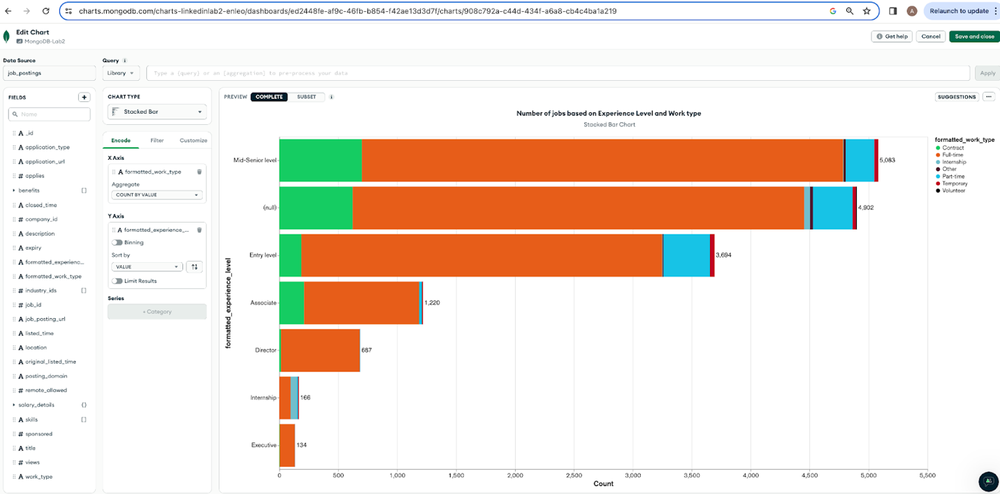 charts.mongodb.com/charts-linkedinlab2-enleo/dashboards/ed2448fe-af9c-46fb-b854-f42ae13d3d7f/charts/908c792a-c44d-434f-a6a8-cb4c4ba1a219
A
Relaunch to update
Edit Chart
MongoDB-Lab2
Get help
Cancel
Save and close
Data Source
job_postings
Query
Library
Type a {query} or an [aggregation] to pre-process your data
Apply
FIELDS
Name
A _id
A application_type
A application_url
# applies
benefits []
A closed_time
# company_id
A description
A expiry
A formatted_experienc...
A formatted_work_type
# industry_ids []
# job_id
A job_posting_url
A listed_time
A location
A original_listed_time
A posting_domain
# remote_allowed
salary_details {}
A skills []
# sponsored
A title
# views
A work_type
CHART TYPE
Stacked Bar
Encode Filter Customize
X Axis
A formatted_work_type
Aggregate
COUNT BY VALUE
Y Axis
A formatted_experience_...
Binning
Sort by
VALUE
Limit Results
Series
+ Category
PREVIEW COMPLETE SUBSET
SUGGESTIONS
Number of jobs based on Experience Level and Work type
Stacked Bar Chart
formatted_experience_level
Mid-Senior level 5,083
(null) 4,902
Entry level 3,694
Associate 1,220
Director 687
Internship 166
Executive 134
0 500 1,000 1,500 2,000 2,500 3,000 3,500 4,000 4,500 5,000 5,500
Count
formatted_work_type
Contract
Full-time
Internship
Other
Part-time
Temporary
Volunteer